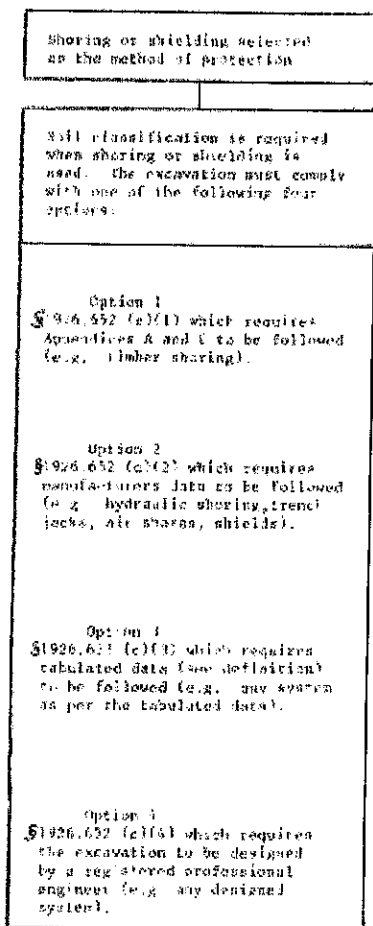 Shoring or shielding selected
as the method of protection
Soil classification is required
when shoring or shielding is
used. The excavation must comply
with one of the following four
options:
Option 1
§1926.652 (c)(1) which requires
Appendices A and C to be followed
(e.g. timber shoring).
Option 2
§1926.652 (c)(2) which requires
manufacturers data to be followed
(e.g. hydraulic shoring, trench
jacks, air shores, shields).
Option 3
§1926.652 (c)(3) which requires
tabulated data (see definition)
to be followed (e.g. any system
as per the tabulated data).
Option 4
§1926.652 (c)(4) which requires
the excavation to be designed
by a registered professional
engineer (e.g. any designed
system).